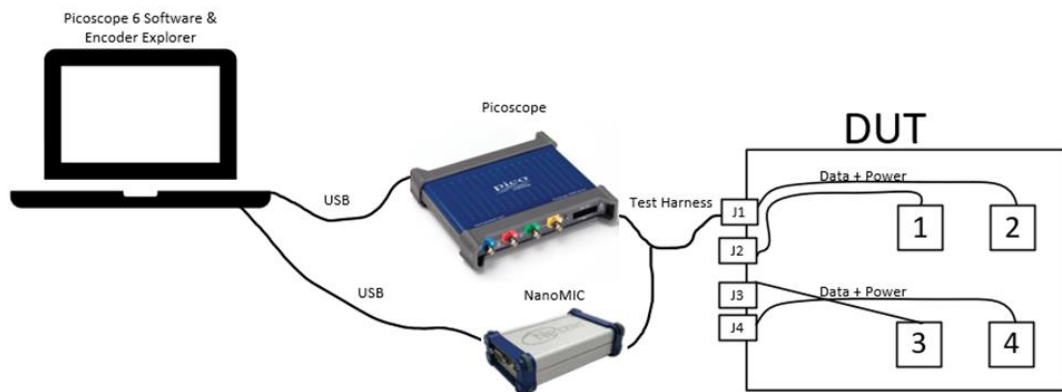 Picoscope 6 Software &
Encoder Explorer
Picoscope
DUT
USB
pico
Test Harness
J1
Data + Power
1
2
J2
USB
NanoMIC
J3
Data + Power
J4
3
4